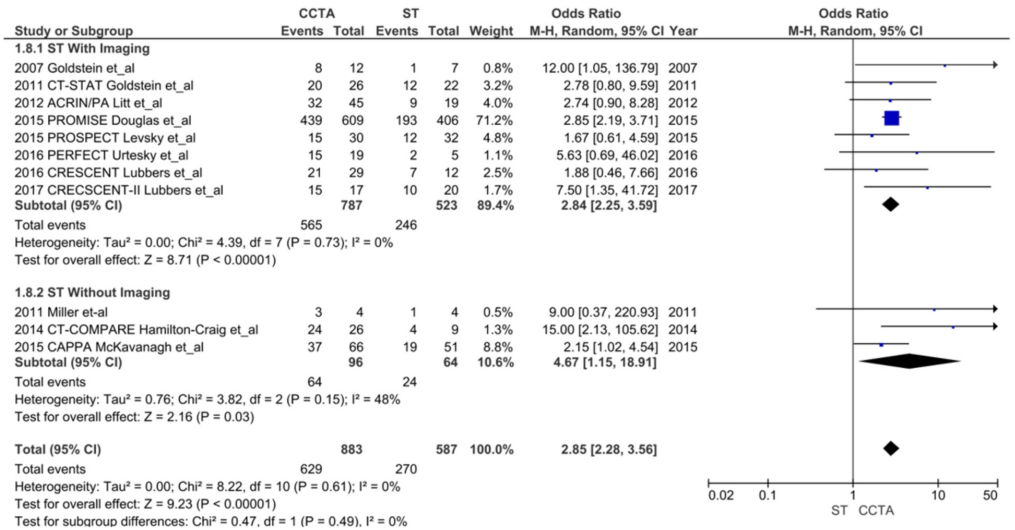 CCTA ST Odds Ratio Odds Ratio
Study or Subgroup Events Total Events Total Weight M-H, Random, 95% CI Year M-H, Random, 95% CI
1.8.1 ST With Imaging
2007 Goldstein et_al 8 12 1 7 0.8% 12.00 [1.05, 136.79] 2007
2011 CT-STAT Goldstein et_al 20 26 12 22 3.2% 2.78 [0.80, 9.59] 2011
2012 ACRIN/PA Litt et_al 32 45 9 19 4.0% 2.74 [0.90, 8.28] 2012
2015 PROMISE Douglas et_al 439 609 193 406 71.2% 2.85 [2.19, 3.71] 2015
2015 PROSPECT Levsky et_al 15 30 12 32 4.8% 1.67 [0.61, 4.59] 2015
2016 PERFECT Urtesky et_al 15 19 2 5 1.1% 5.63 [0.69, 46.02] 2016
2016 CRESCENT Lubbers et_al 21 29 7 12 2.5% 1.88 [0.46, 7.66] 2016
2017 CRECSCENT-II Lubbers et_al 15 17 10 20 1.7% 7.50 [1.35, 41.72] 2017
Subtotal (95% CI) 787 523 89.4% 2.84 [2.25, 3.59]
Total events 565 246
Heterogeneity: Tau² = 0.00; Chi² = 4.39, df = 7 (P = 0.73); I² = 0%
Test for overall effect: Z = 8.71 (P < 0.00001)
1.8.2 ST Without Imaging
2011 Miller et-al 3 4 1 4 0.5% 9.00 [0.37, 220.93] 2011
2014 CT-COMPARE Hamilton-Craig et_al 24 26 4 9 1.3% 15.00 [2.13, 105.62] 2014
2015 CAPPA McKavanagh et_al 37 66 19 51 8.8% 2.15 [1.02, 4.54] 2015
Subtotal (95% CI) 96 64 10.6% 4.67 [1.15, 18.91]
Total events 64 24
Heterogeneity: Tau² = 0.76; Chi² = 3.82, df = 2 (P = 0.15); I² = 48%
Test for overall effect: Z = 2.16 (P = 0.03)
Total (95% CI) 883 587 100.0% 2.85 [2.28, 3.56]
Total events 629 270
Heterogeneity: Tau² = 0.00; Chi² = 8.22, df = 10 (P = 0.61); I² = 0%
Test for overall effect: Z = 9.23 (P < 0.00001)
Test for subgroup differences: Chi² = 0.47, df = 1 (P = 0.49), I² = 0%
0.02 0.1 1 10 50
ST CCTA